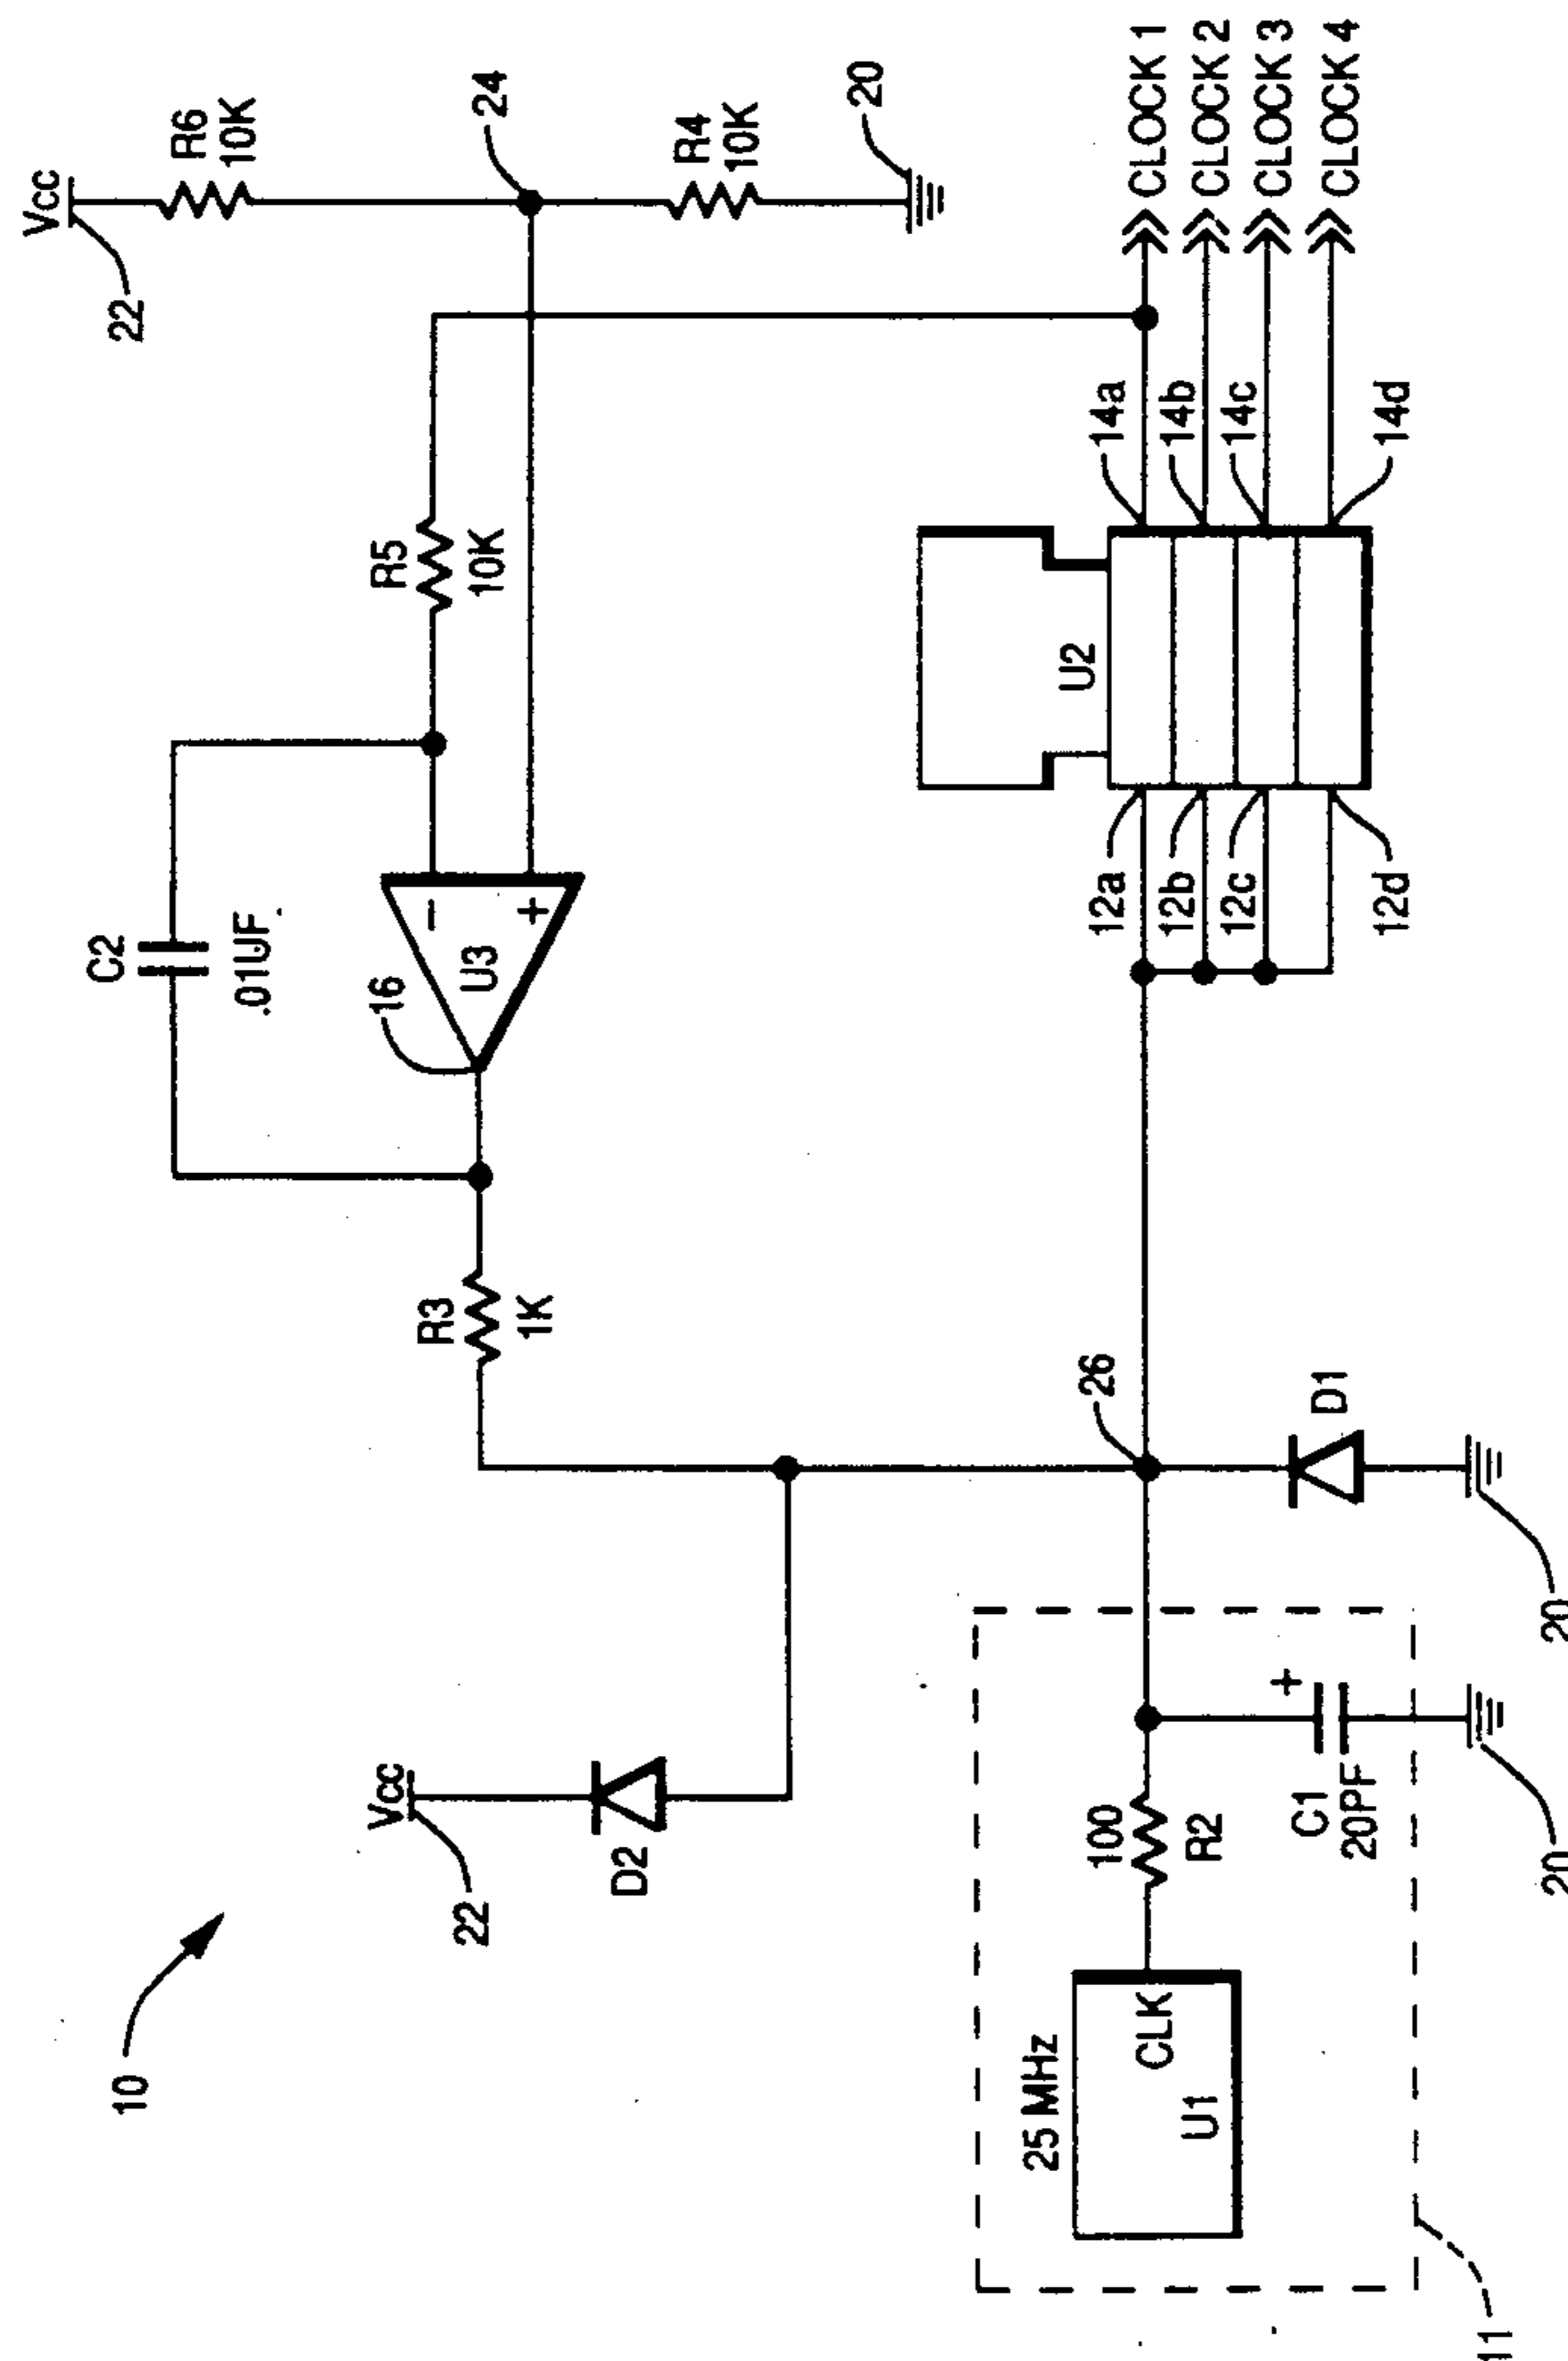 10
Vcc
22
D2
25 MHz
CLK
U1
100
R2
+
C1
20PF
11
20
20
D1
26
R3
1K
C2
.01UF
16
U3
−
+
R5
10K
Vcc
22
R6
10K
24
R4
10K
20
U2
12a
12b
12c
12d
14a
14b
14c
14d
CLOCK 1
CLOCK 2
CLOCK 3
CLOCK 4